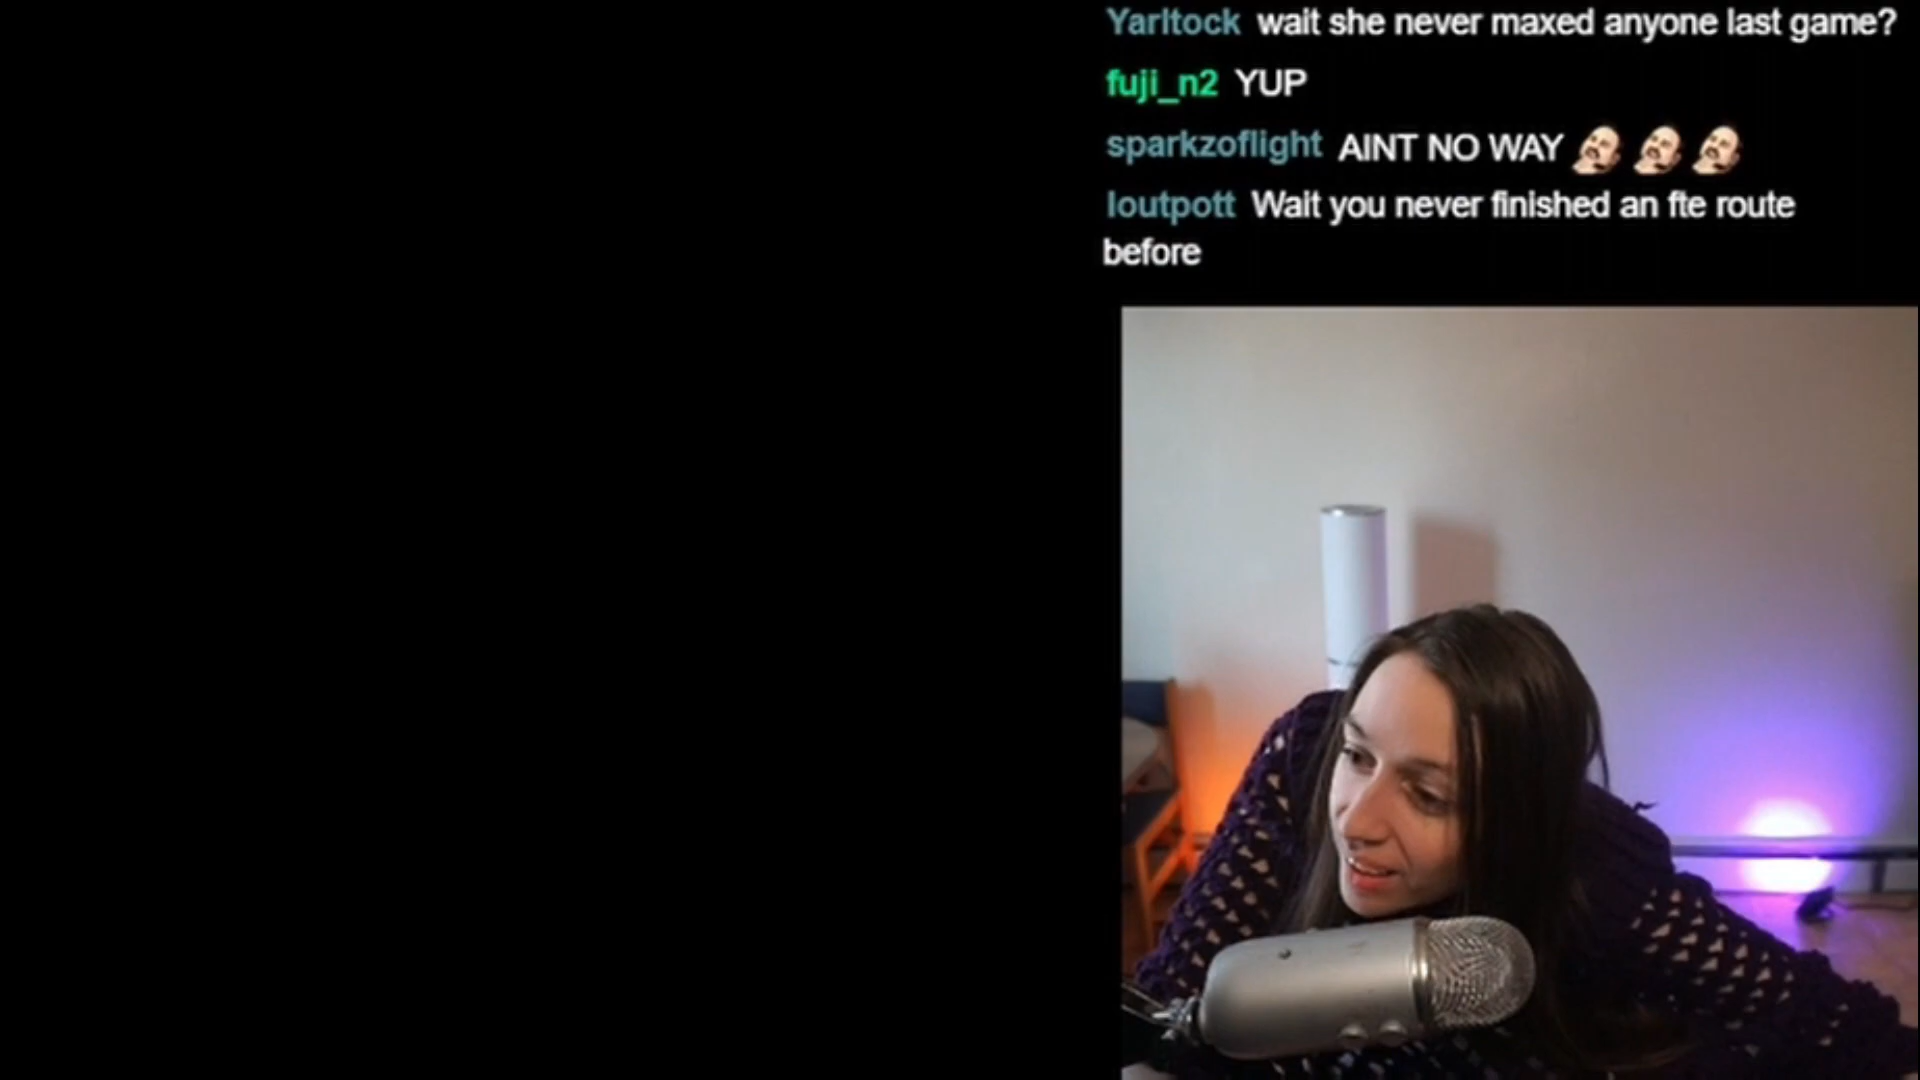 Yarltock wait she never maxed anyone last game?
fuji_n2 YUP
sparkzoflight AINT NO WAY
loutpott Wait you never finished an fte route
before